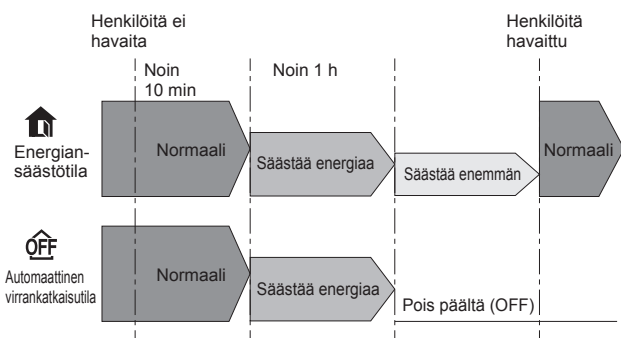 Henkilöitä ei
havaita
Henkilöitä
havaittu
Noin
10 min
Noin 1 h
Energian-
säästötila
Normaali
Säästää energiaa
Säästää enemmän
Normaali
OFF
Automaattinen
virrankatkaisutila
Normaali
Säästää energiaa
Pois päältä (OFF)